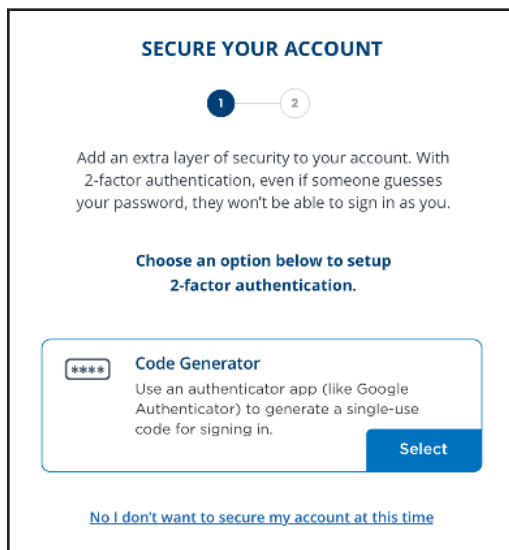 SECURE YOUR ACCOUNT
1 2
Add an extra layer of security to your account. With
2-factor authentication, even if someone guesses
your password, they won't be able to sign in as you.
Choose an option below to setup
2-factor authentication.
****
Code Generator
Use an authenticator app (like Google
Authenticator) to generate a single-use
code for signing in.
Select
No I don't want to secure my account at this time